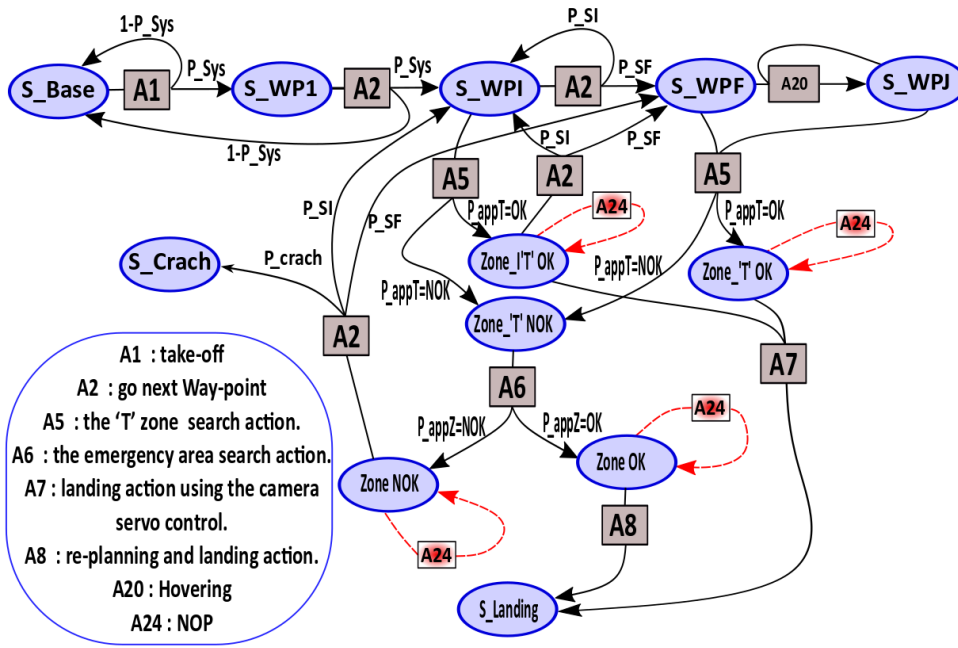 1-P_Sys
P_SI
S_Base
A1
P_Sys
S_WP1
A2
P_Sys
S_WPI
A2
P_SF
S_WPF
A20
S_WPJ
1-P_Sys
P_SI
P_SF
A5
A2
A5
P_SI
P_SF
P_appT=OK
A24
P_appT=OK
A24
S_Crach
P_crach
Zone_I'T' OK
P_appT=NOK
Zone_'T' OK
P_appT=NOK
Zone_'T' NOK
A2
A7
A6
P_appZ=NOK
P_appZ=OK
A24
Zone NOK
Zone OK
A8
A24
S_Landing
A1 : take-off
A2 : go next Way-point
A5 : the ‘T’ zone search action.
A6 : the emergency area search action.
A7 : landing action using the camera
servo control.
A8 : re-planning and landing action.
A20 : Hovering
A24 : NOP